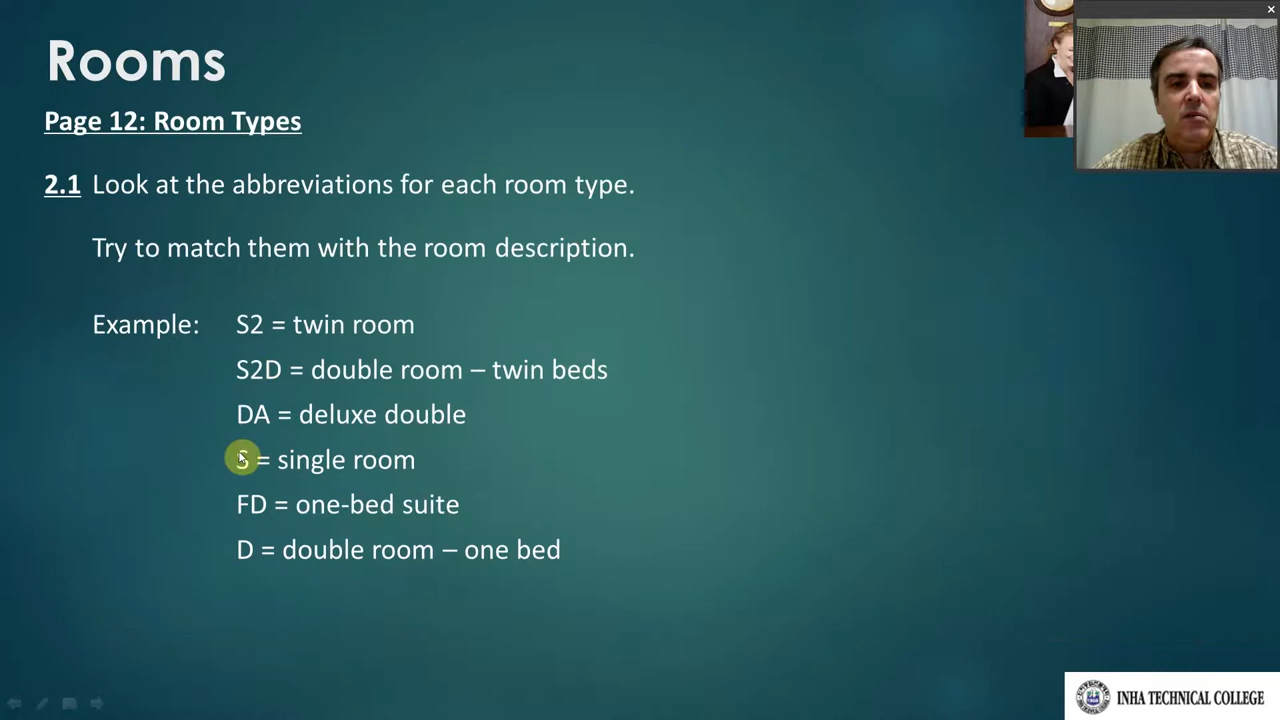 Rooms
Page 12: Room Types
2.1 Look at the abbreviations for each room type.
Try to match them with the room description.
Example: S2 = twin room
S2D = double room – twin beds
DA = deluxe double
S = single room
FD = one-bed suite
D = double room – one bed
INHA TECHNICAL COLLEGE